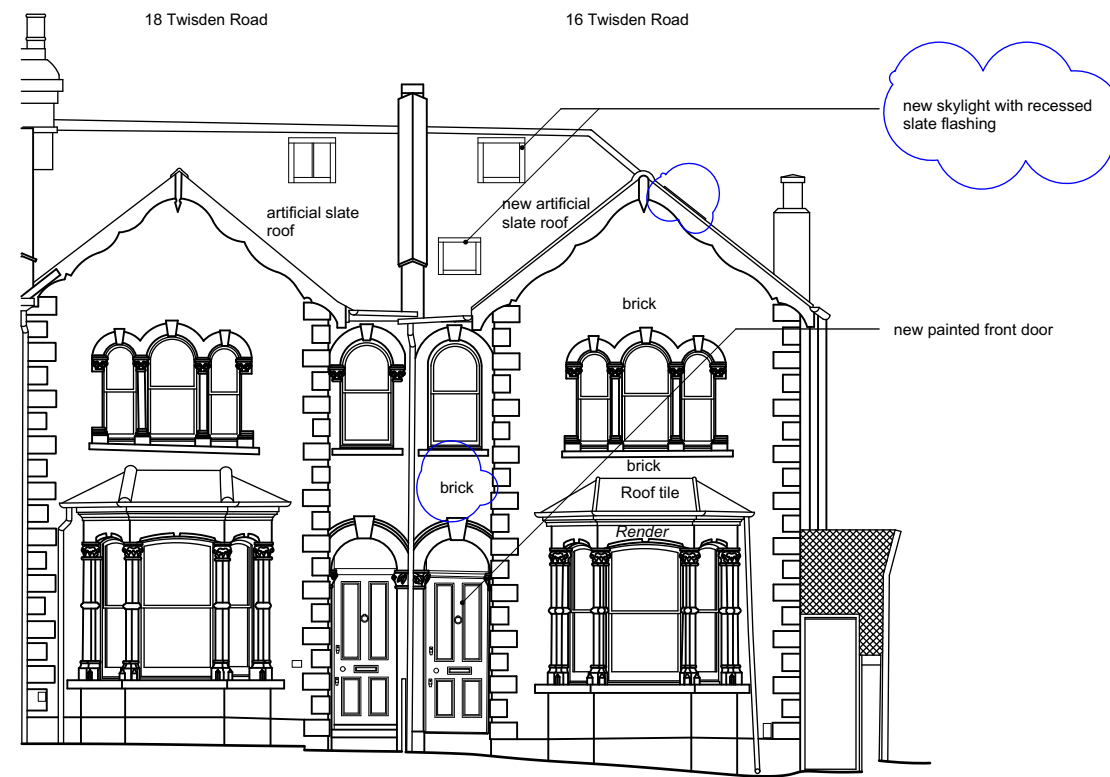 18 Twisden Road
16 Twisden Road
new skylight with recessed
slate flashing
artificial slate
roof
new artificial
slate roof
brick
new painted front door
brick
brick
Roof tile
Render